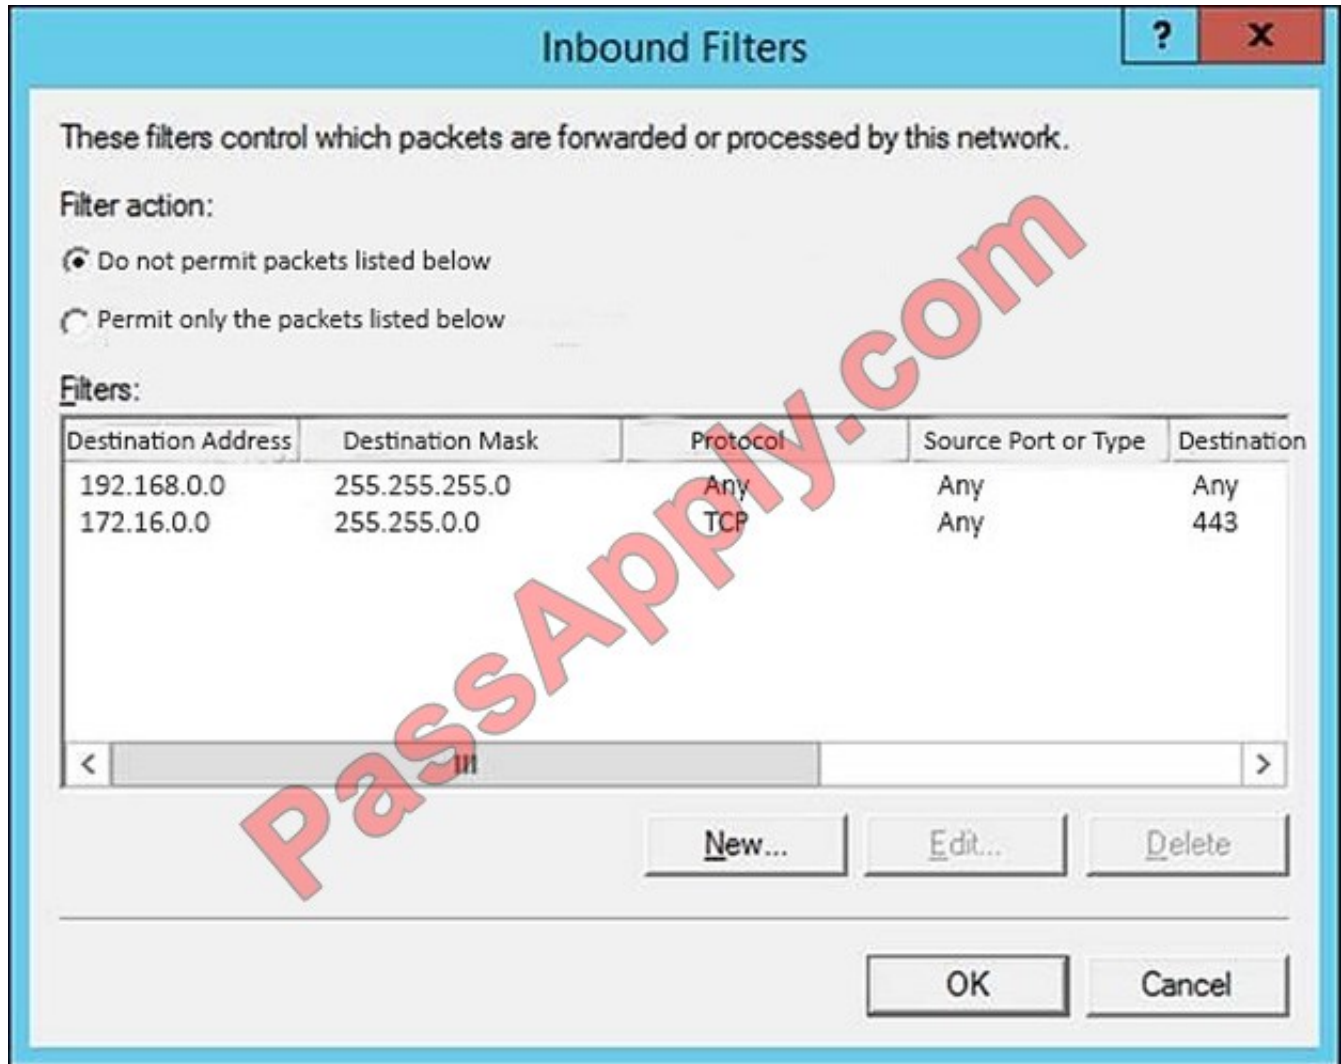 Inbound Filters
?
x
These filters control which packets are forwarded or processed by this network.
Filter action:
Do not permit packets listed below
Permit only the packets listed below
Filters:
Destination Address Destination Mask Protocol Source Port or Type Destination
192.168.0.0 255.255.255.0 Any Any Any
172.16.0.0 255.255.0.0 TCP Any 443
New... Edit... Delete
OK Cancel
PassApply.com